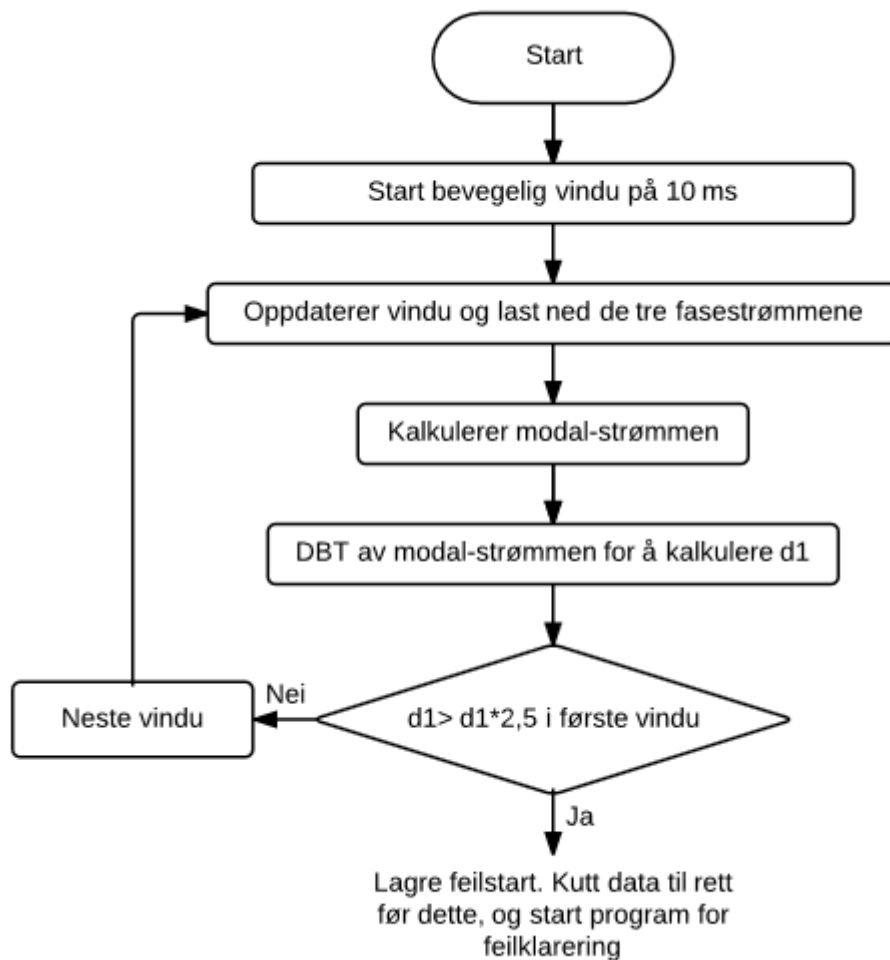 Start
Start bevegelig vindu på 10 ms
Oppdaterer vindu og last ned de tre fasestrømmene
Kalkulerer modal-strømmen
DBT av modal-strømmen for å kalkulere d1
Neste vindu
Nei
d1> d1*2,5 i første vindu
Ja
Lagre feilstart. Kutt data til rett
før dette, og start program for
feilklarering